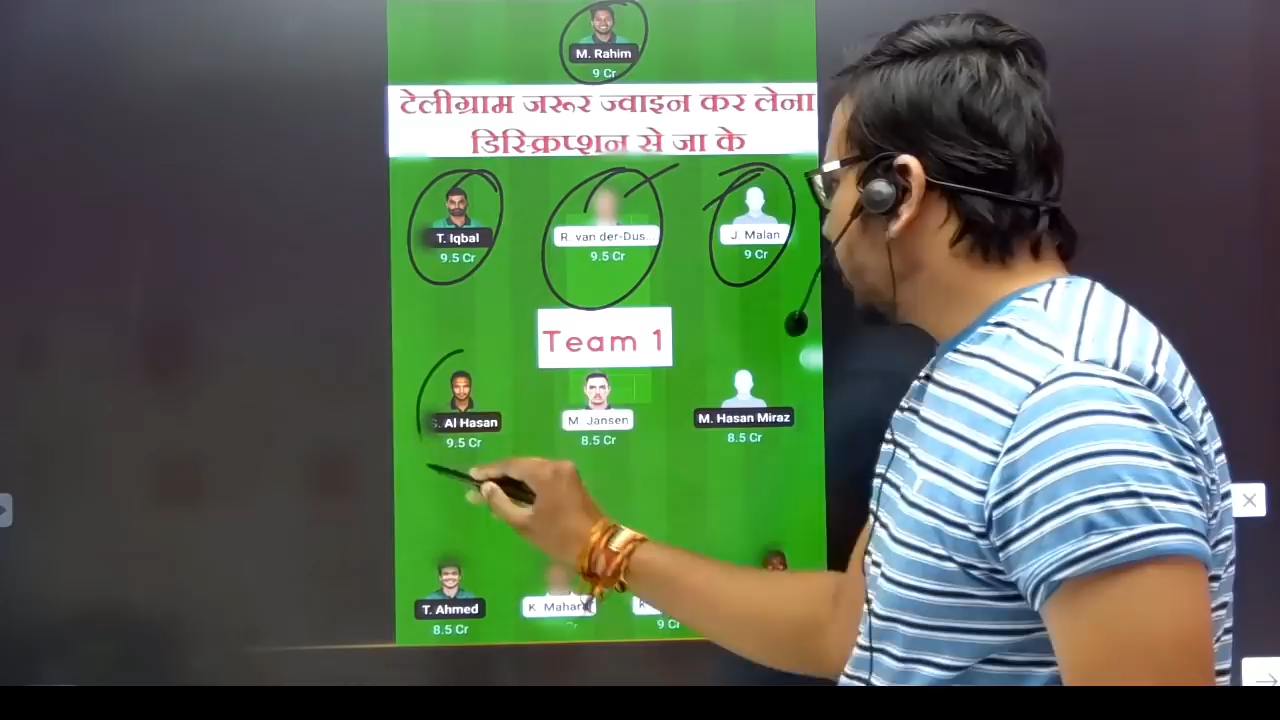 M. Rahim
9 Cr
टेलीग्राम जरूर ज्वाइन कर लेना
डिस्क्रिप्शन से जा के
T. Iqbal
R. van der-Dus...
J. Malan
9.5 Cr
9.5 Cr
9 Cr
Team 1
S. Al Hasan
M. Jansen
M. Hasan Miraz
9.5 Cr
8.5 Cr
8.5 Cr
T. Ahmed
K. Mahar
8.5 Cr
Cr
9 Cr